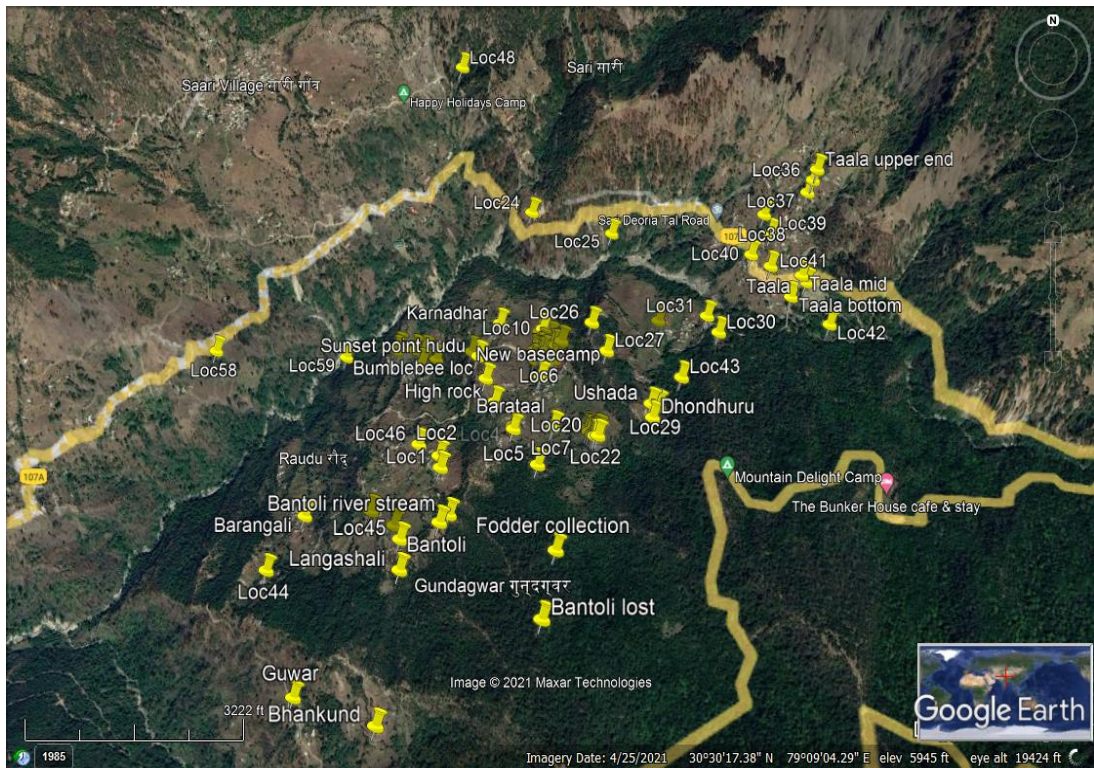 N
Loc48
Sari सारी
Saari Village सारी गाँव
Happy Holidays Camp
Taala upper end
Loc36
Loc37
Loc24
Loc39
Sari Deoria Tal Road
107
Loc38
Loc25
Loc40
Loc41
Taala
Taala mid
Taala bottom
Loc31
Karnadhar
Loc26
Loc10
Loc30
Loc42
Sunset point hudu
Loc27
New basecamp
Loc59
Loc58
Bumblebee loc
Loc6
Loc43
High rock
Ushada
Barataal
Dhondhuru
Loc20
Loc29
Loc46
Loc2
Loc4
Loc5
Loc7
Loc22
Loc1
Raudu रौदु
107A
Mountain Delight Camp
The Bunker House cafe & stay
Bantoli river stream
Barangali
Loc45
Fodder collection
Bantoli
Langashali
Gundagwar गुन्दग्वर
Loc44
Bantoli lost
Guwar
Image © 2021 Maxar Technologies
3222 ft
Bhankund
Google Earth
1985
Imagery Date: 4/25/2021 30°30'17.38" N 79°09'04.29" E elev 5945 ft eye alt 19424 ft